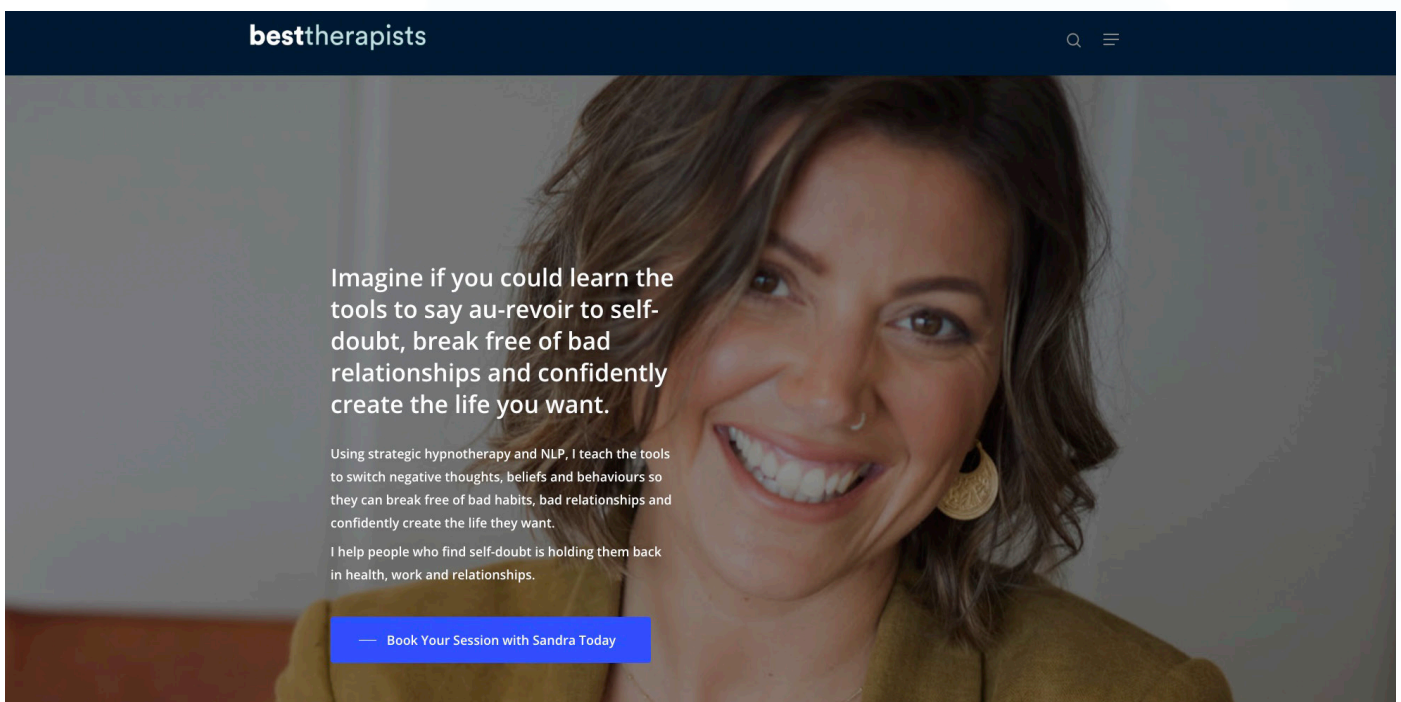 besttherapists
Imagine if you could learn the
tools to say au-revoir to self-
doubt, break free of bad
relationships and confidently
create the life you want.
Using strategic hypnotherapy and NLP, I teach the tools
to switch negative thoughts, beliefs and behaviours so
they can break free of bad habits, bad relationships and
confidently create the life they want.
I help people who find self-doubt is holding them back
in health, work and relationships.
Book Your Session with Sandra Today